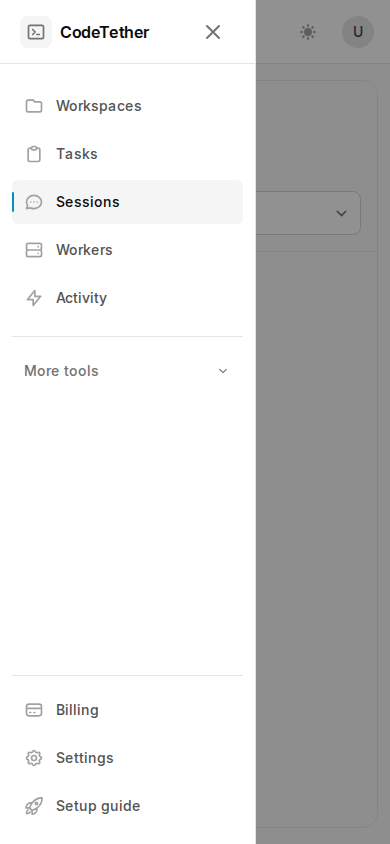 CodeTether
U
Workspaces
Tasks
Sessions
Workers
Activity
More tools
Billing
Settings
Setup guide